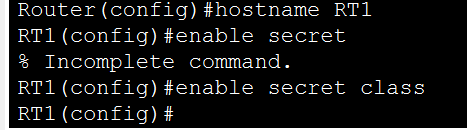 Router(config)#hostname RT1
RT1(config)#enable secret
% Incomplete command.
RT1(config)#enable secret class
RT1(config)#